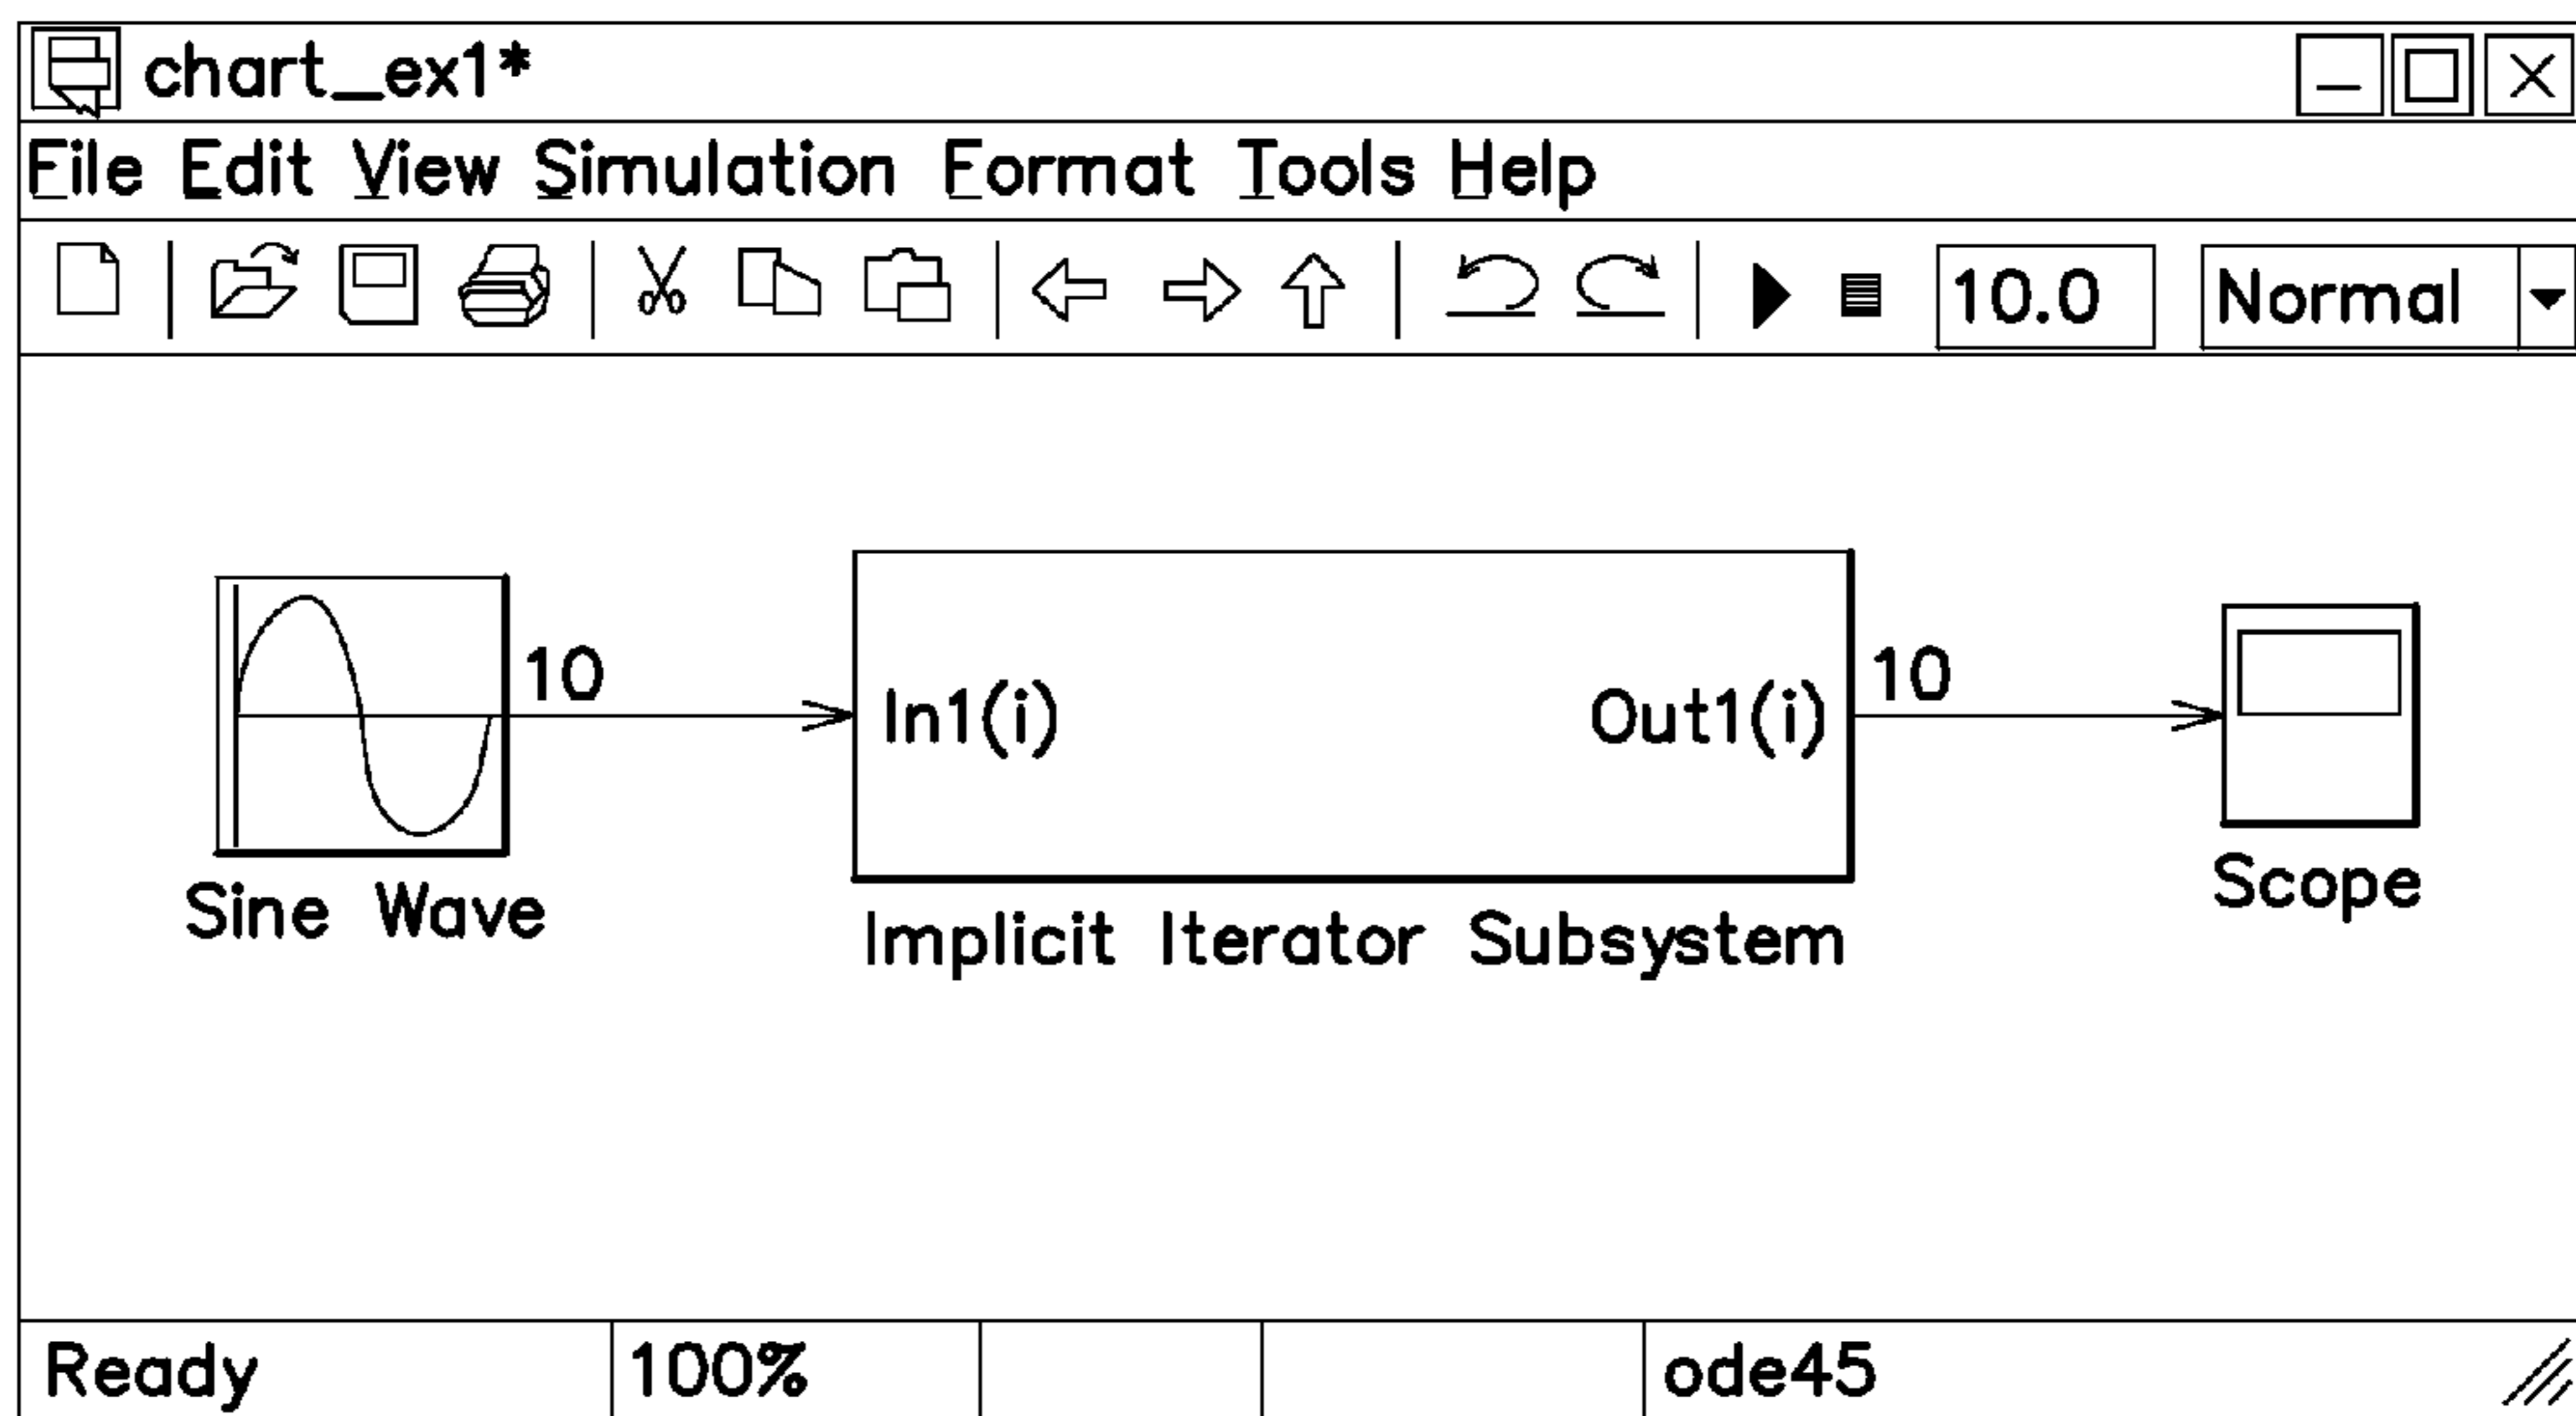 chart_ex1*
File Edit View Simulation Format Tools Help
10.0 Normal
10 10
In1(i) Out1(i)
Sine Wave Implicit Iterator Subsystem Scope
Ready 100% ode45